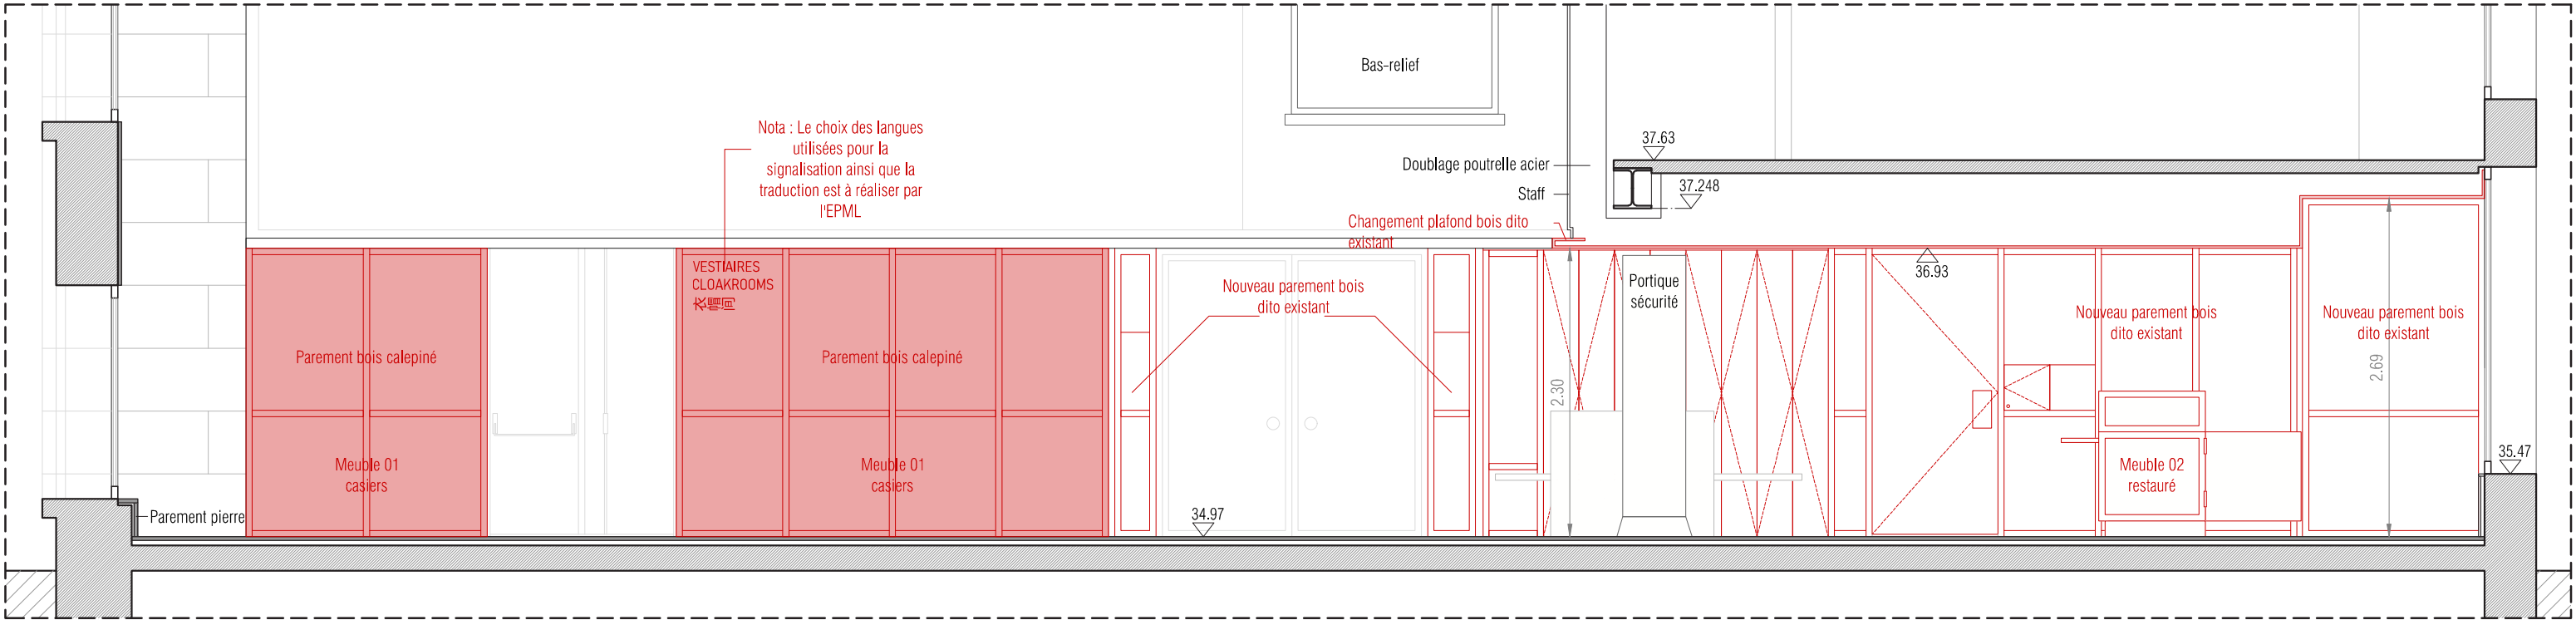 Bas-relief
Nota : Le choix des langues
utilisées pour la
signalisation ainsi que la
traduction est à réaliser par
l'EPML
37.63
Doublage poutrelle acier
37.248
Staff
Changement plafond bois dito
existant
VESTIAIRES
CLOAKROOMS
衣帽间
36.93
Portique
sécurité
Nouveau parement bois
dito existant
Nouveau parement bois
dito existant
Nouveau parement bois
dito existant
Parement bois calepiné
Parement bois calepiné
2.30
2.69
Meuble 01
casiers
Meuble 01
casiers
Meuble 02
restauré
35.47
Parement pierre
34.97